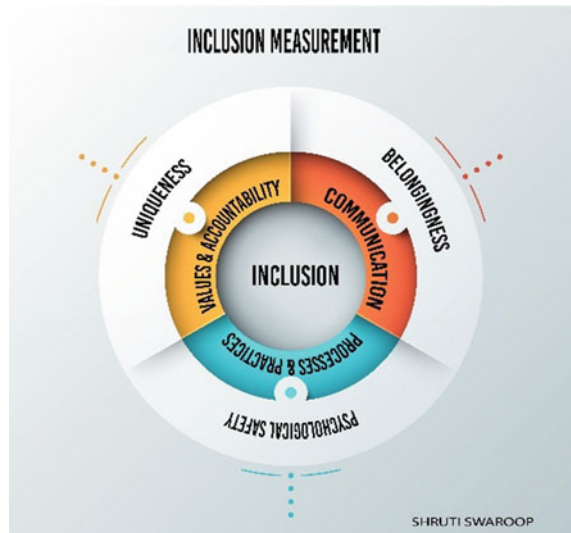 INCLUSION MEASUREMENT
UNIQUENESS
BELONGINGNESS
VALUES & ACCOUNTABILITY
COMMUNICATION
INCLUSION
PROCESSES & PRACTICES
PSYCHOLOGICAL SAFETY
SHRUTI SWAROOP